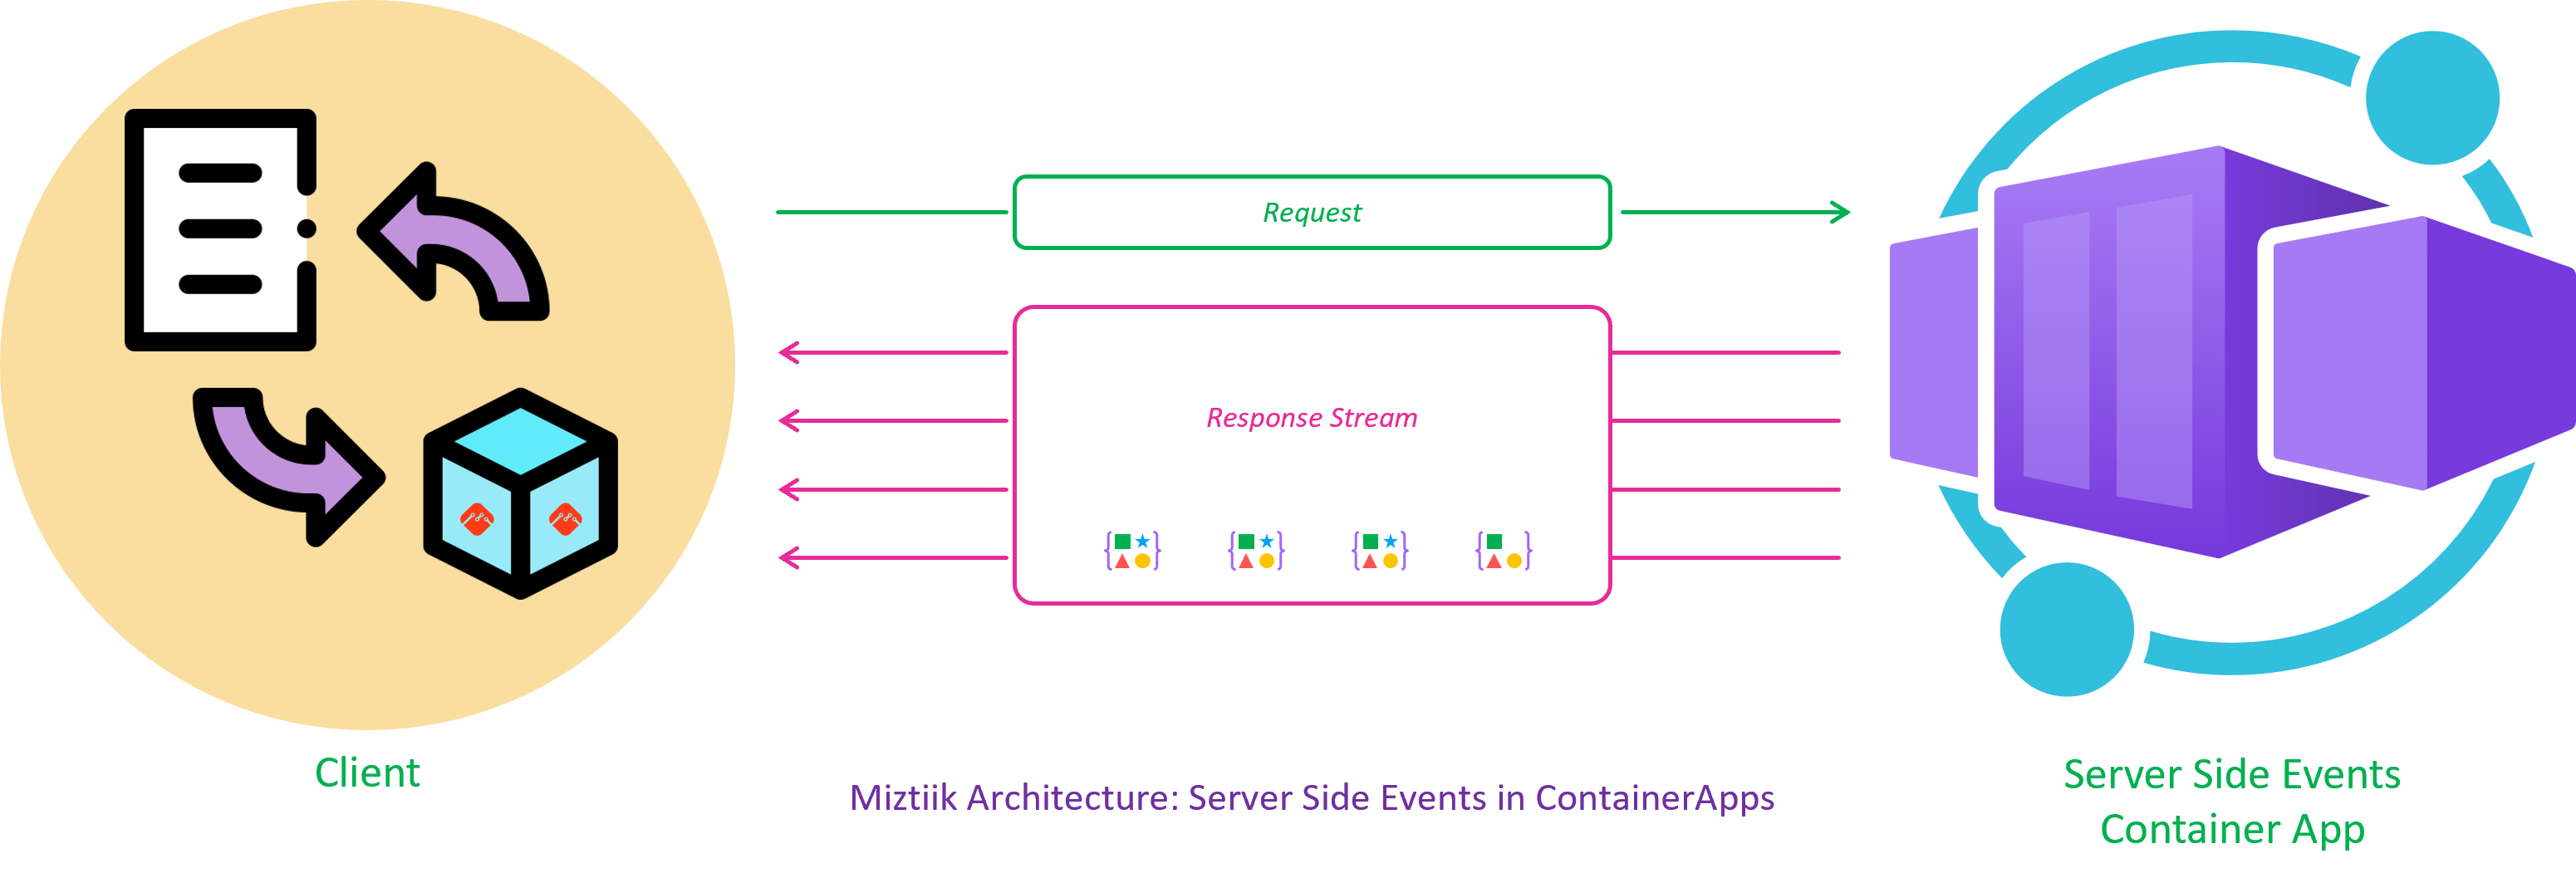 Request
Response Stream
Client
Miztiik Architecture: Server Side Events in ContainerApps
Server Side Events
Container App